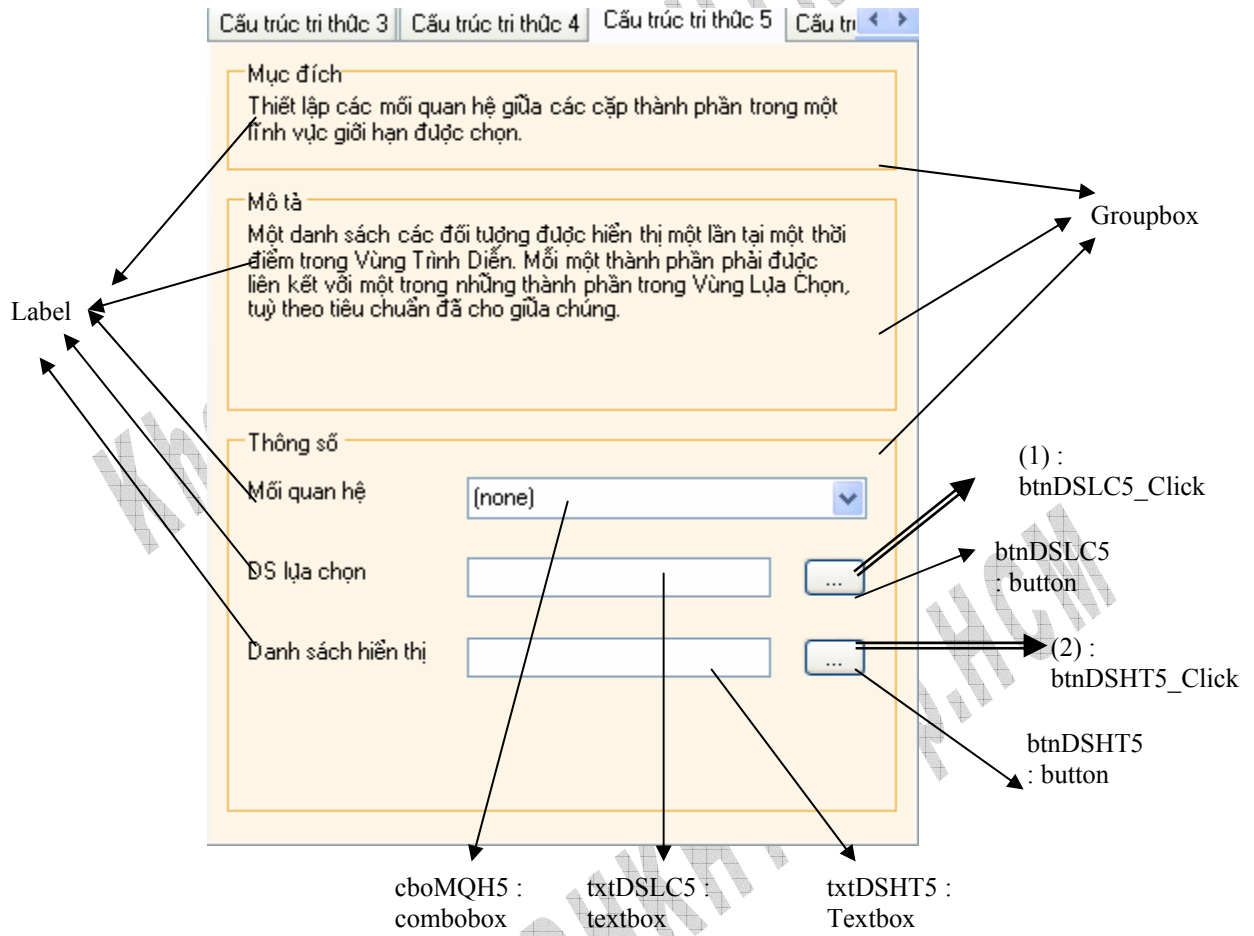 Cấu trúc tri thức 3 Cấu trúc tri thức 4 Cấu trúc tri thức 5 Cấu trú
Mục đích
Thiết lập các mối quan hệ giữa các cặp thành phần trong một
lĩnh vực giới hạn được chọn.
Mô tả
Một danh sách các đối tượng được hiển thị một lần tại một thời
điểm trong Vùng Trình Diễn. Mỗi một thành phần phải được
liên kết với một trong những thành phần trong Vùng Lựa Chọn,
tuỳ theo tiêu chuẩn đã cho giữa chúng.
Groupbox
Label
Thông số
Mối quan hệ (none)
(1) :
btnDSLC5_Click
DS lựa chọn ...
btnDSLC5
: button
Danh sách hiển thị ...
(2) :
btnDSHT5_Click
btnDSHT5
: button
cboMQH5 :
combobox
txtDSLC5 :
textbox
txtDSHT5 :
Textbox